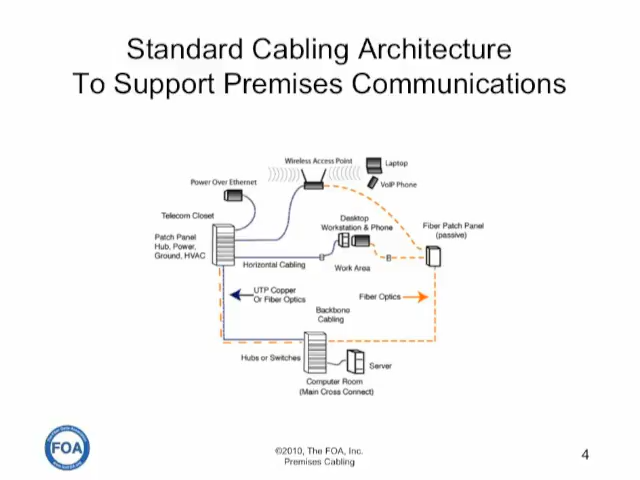 Standard Cabling Architecture
To Support Premises Communications
Wireless Access Point
Laptop
VoIP Phone
Power Over Ethernet
Telecom Closet
Patch Panel
Hub, Power,
Ground, HVAC
Desktop
Workstation & Phone
Fiber Patch Panel
(passive)
Horizontal Cabling
Work Area
UTP Copper
Or Fiber Optics
Fiber Optics
Backbone
Cabling
Hubs or Switches
Server
Computer Room
(Main Cross Connect)
FOA
©2010, The FOA, Inc.
Premises Cabling
4